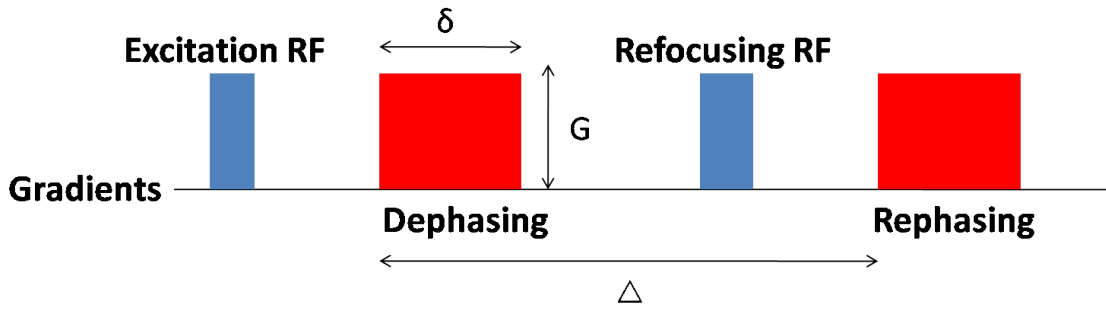 δ
Excitation RF
Refocusing RF
G
Gradients
Dephasing
Rephasing
△